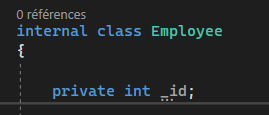 0 références
internal class Employee
{
private int _id;